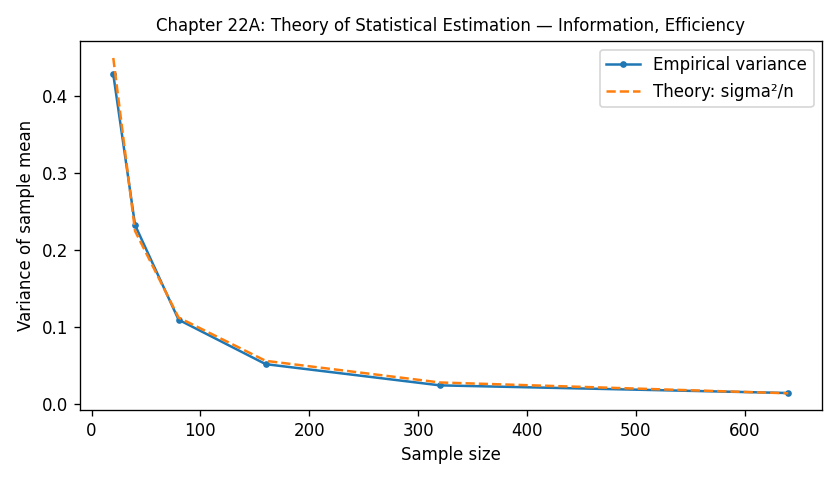 Chapter 22A: Theory of Statistical Estimation — Information, Efficiency
Empirical variance
Theory: sigma²/n
Variance of sample mean
0.4
0.3
0.2
0.1
0.0
0 100 200 300 400 500 600
Sample size